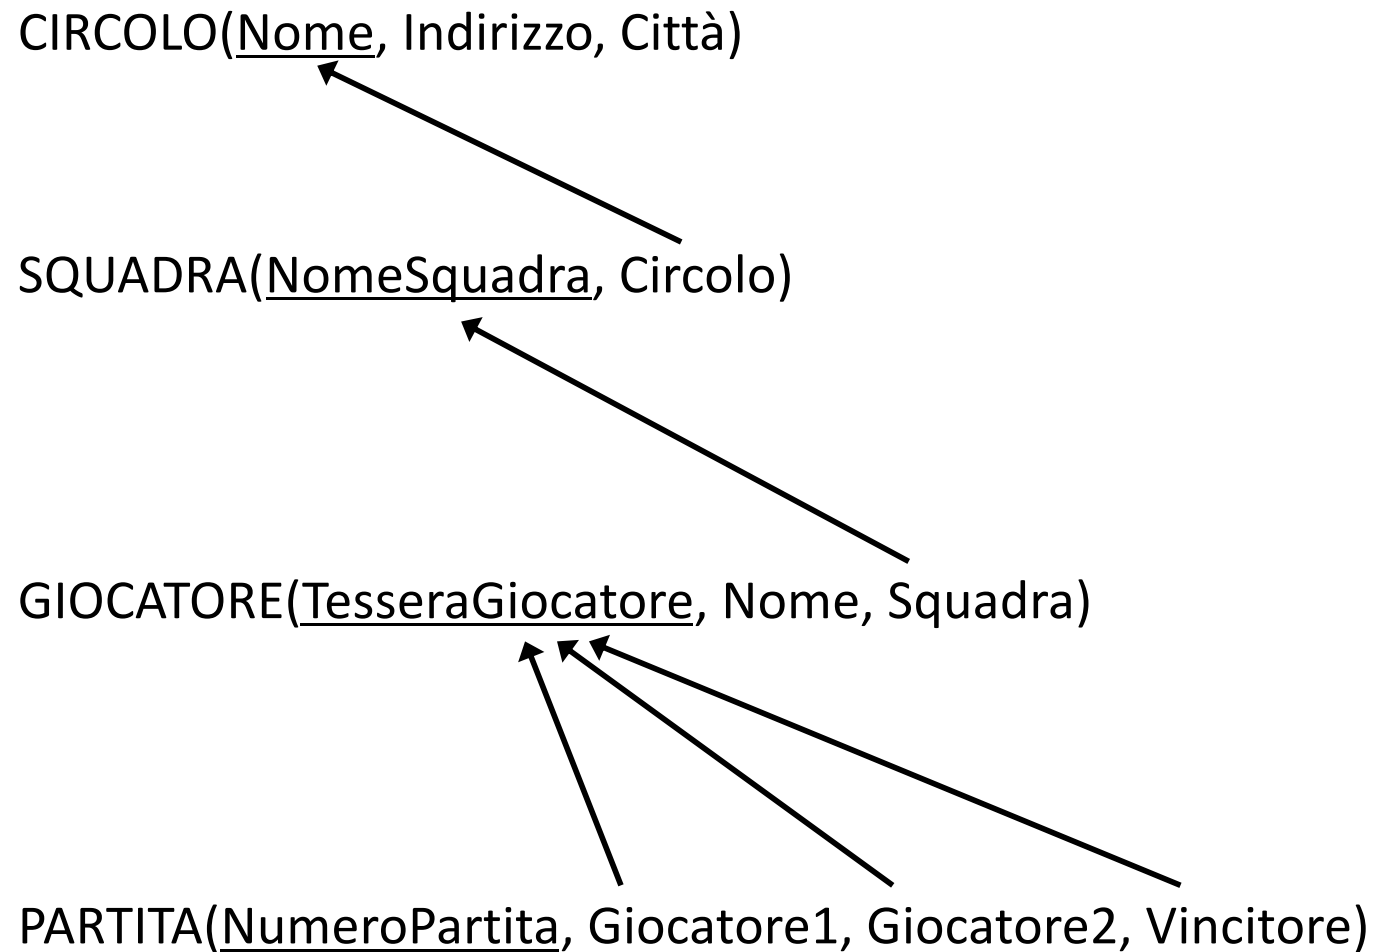 CIRCOLO(Nome, Indirizzo, Città)
SQUADRA(NomeSquadra, Circolo)
GIOCATORE(TesseraGiocatore, Nome, Squadra)
PARTITA(NumeroPartita, Giocatore1, Giocatore2, Vincitore)